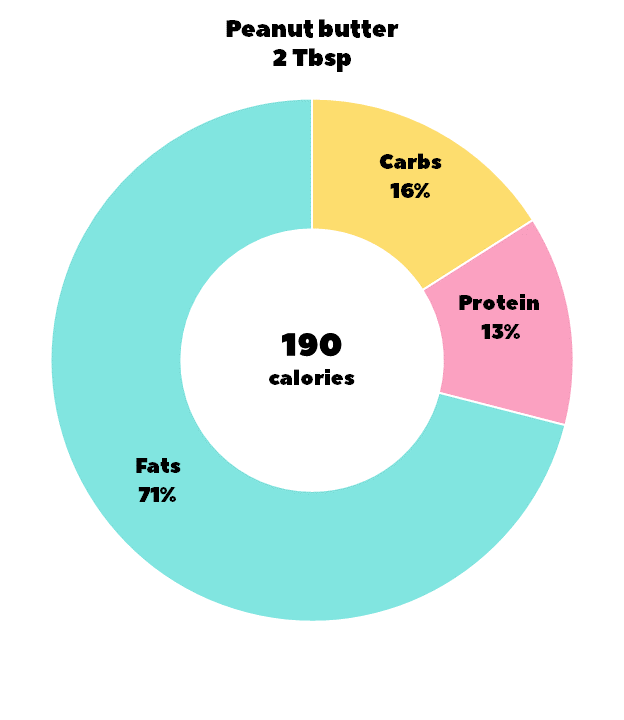 Peanut butter
2 Tbsp
Carbs
16%
Protein
13%
190
calories
Fats
71%